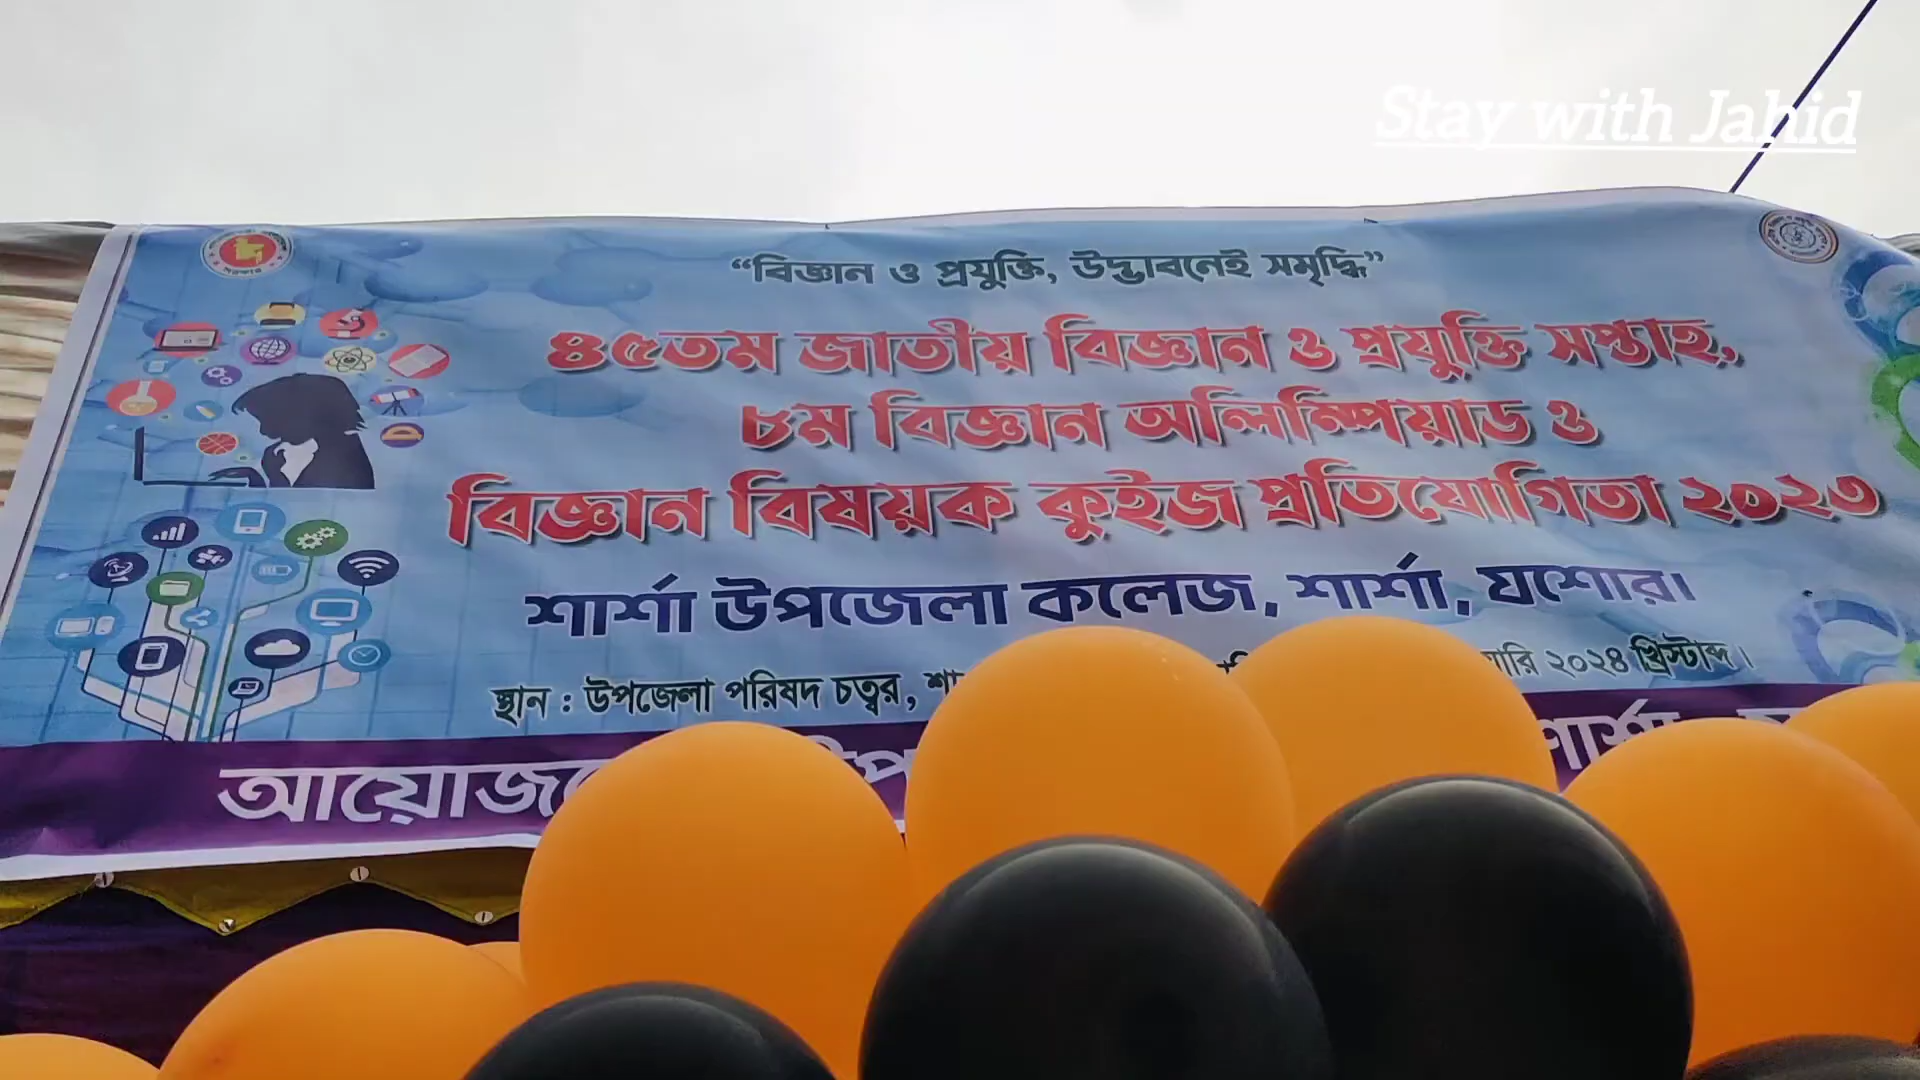 Stay with Jahid
“বিজ্ঞান ও প্রযুক্তি, উদ্ভাবনেই সমৃদ্ধি”
৪৫তম জাতীয় বিজ্ঞান ও প্রযুক্তি সপ্তাহ,
৮ম বিজ্ঞান অলিম্পিয়াড ও
বিজ্ঞান বিষয়ক কুইজ প্রতিযোগিতা ২০২৩
শার্শা উপজেলা কলেজ, শার্শা, যশোর।
স্থান : উপজেলা পরিষদ চত্বর, ২০২৪ খ্রিস্টাব্দ।
শার্শা